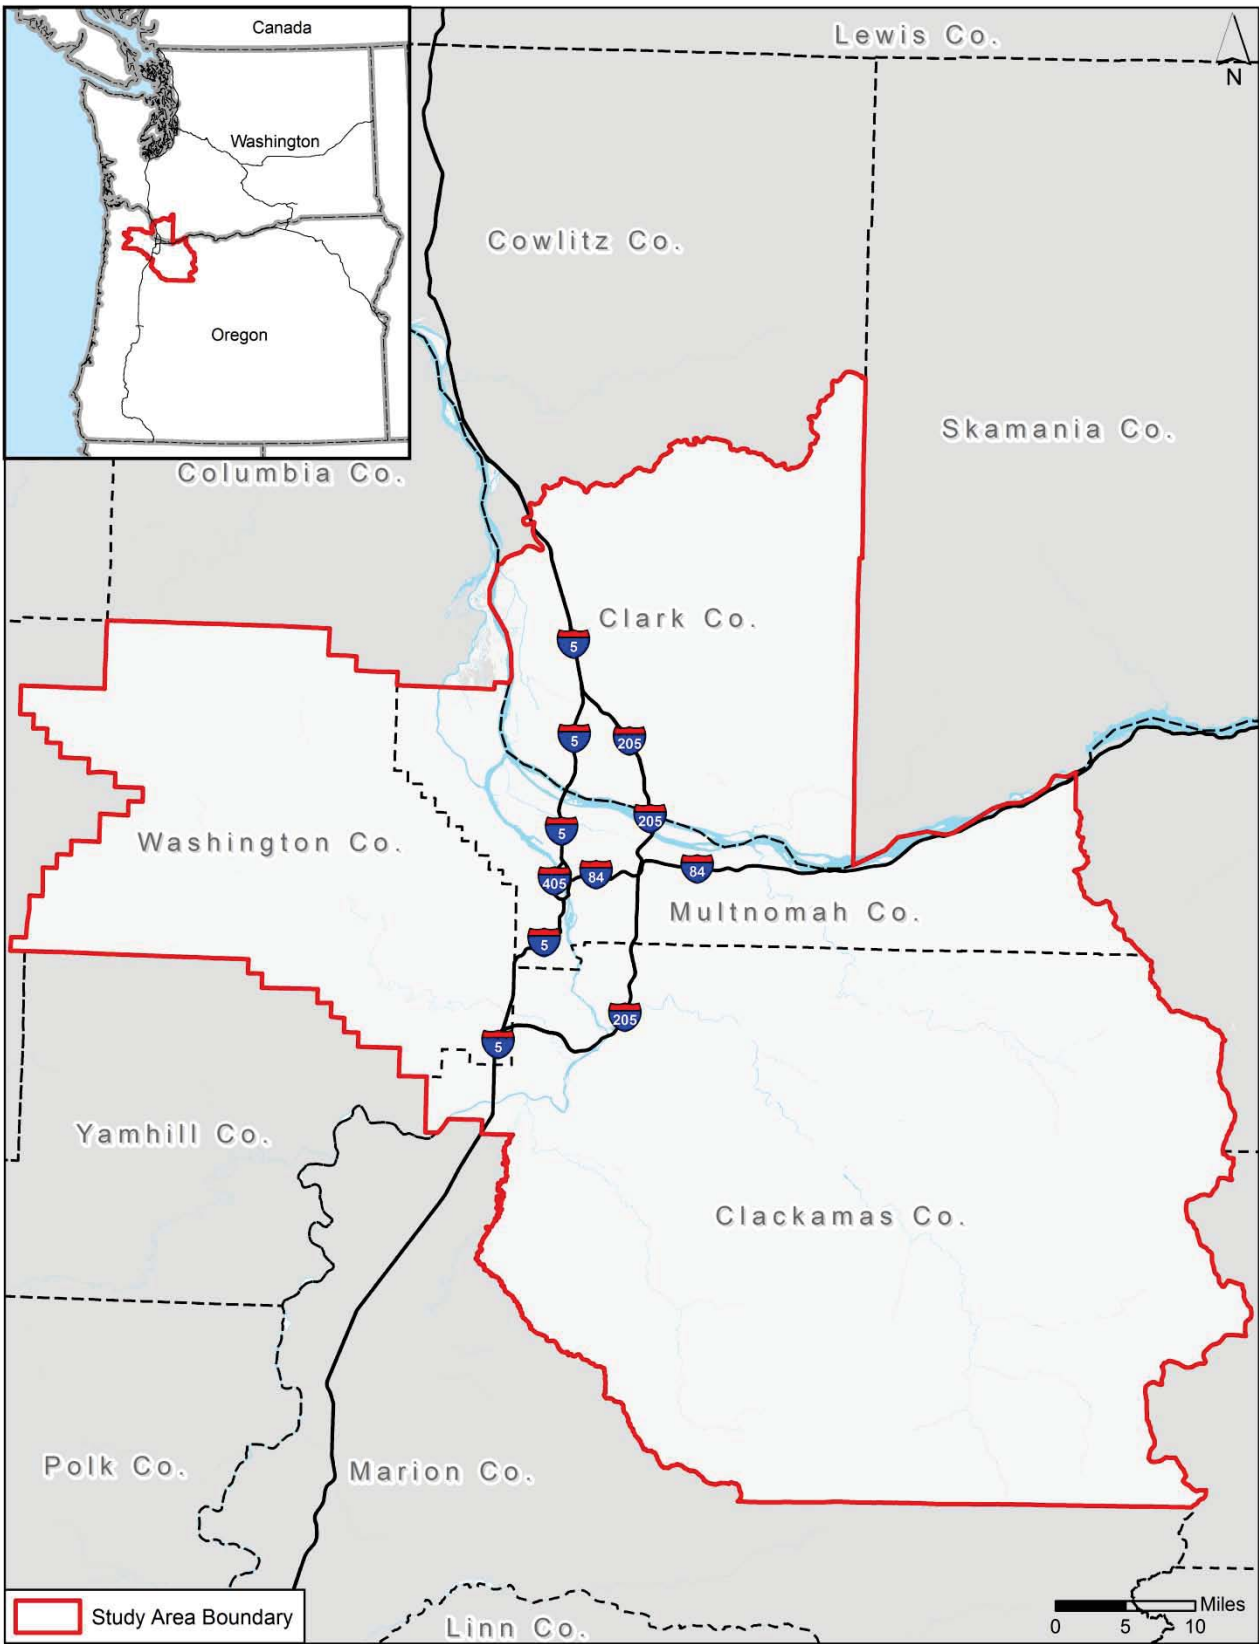 Canada
Lewis Co.
N
Washington
Cowlitz Co.
Oregon
Skamania Co.
Columbia Co.
Clark Co.
5
5
205
205
5
Washington Co.
84
84
405
Multnomah Co.
5
205
5
Yamhill Co.
Clackamas Co.
Polk Co.
Marion Co.
Study Area Boundary
Linn Co.
Miles
0 5 10